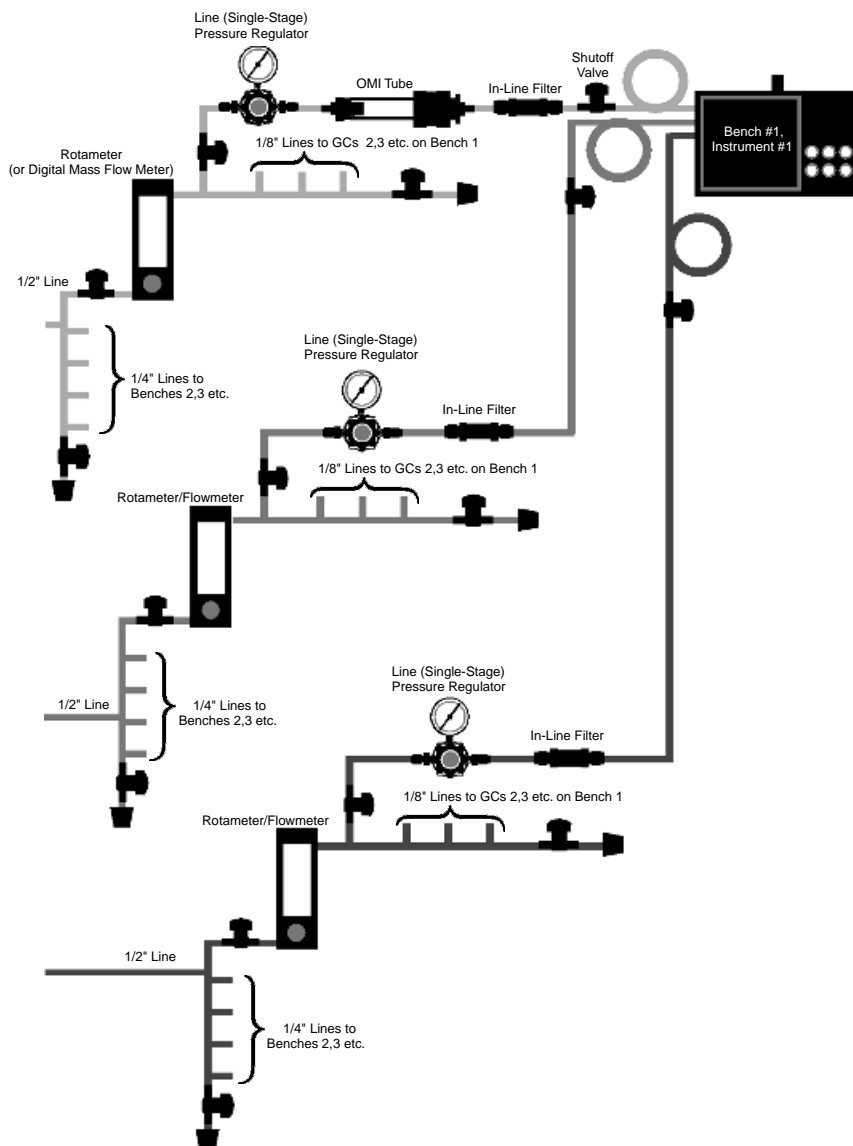 Line (Single-Stage)
Pressure Regulator
OMI Tube
In-Line Filter
Shutoff
Valve
Bench #1,
Instrument #1
1/8" Lines to GCs 2,3 etc. on Bench 1
Rotameter
(or Digital Mass Flow Meter)
1/2" Line
1/4" Lines to
Benches 2,3 etc.
Line (Single-Stage)
Pressure Regulator
In-Line Filter
1/8" Lines to GCs 2,3 etc. on Bench 1
Rotameter/Flowmeter
1/2" Line
1/4" Lines to
Benches 2,3 etc.
Line (Single-Stage)
Pressure Regulator
In-Line Filter
1/8" Lines to GCs 2,3 etc. on Bench 1
Rotameter/Flowmeter
1/2" Line
1/4" Lines to
Benches 2,3 etc.